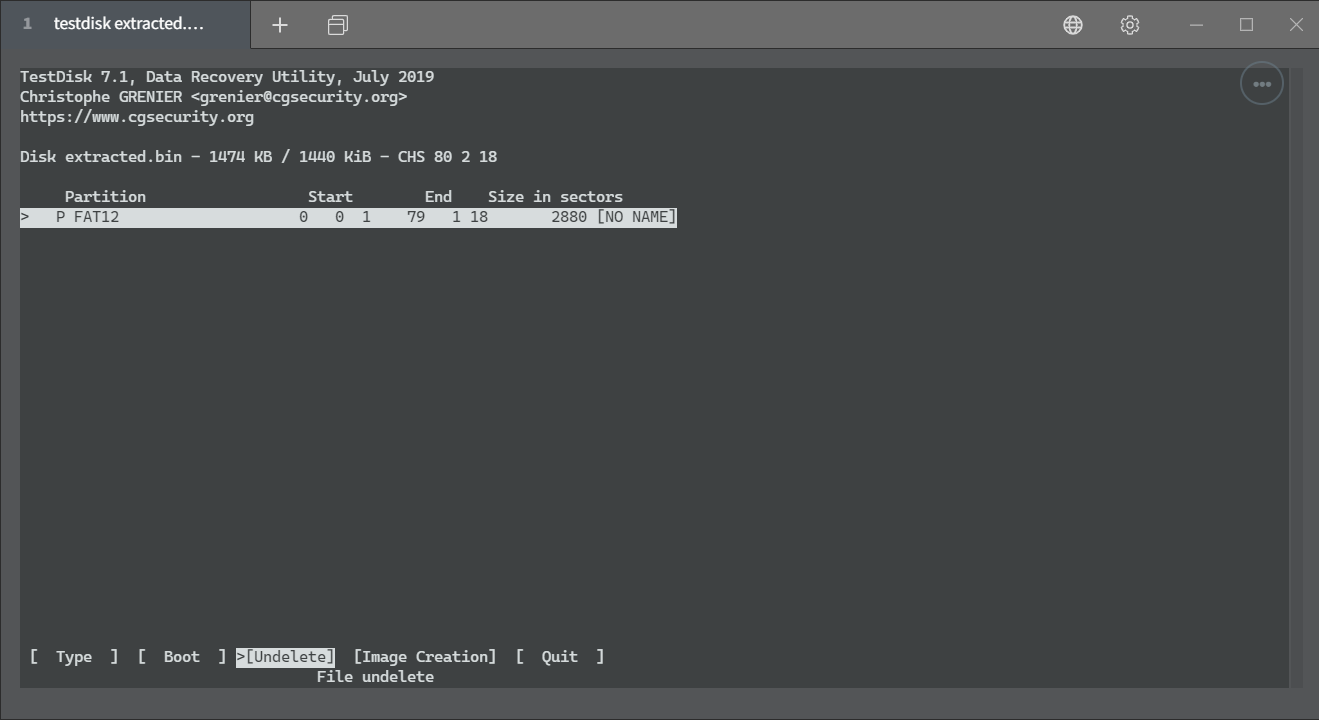 1 testdisk extracted....
TestDisk 7.1, Data Recovery Utility, July 2019
Christophe GRENIER <grenier@cgsecurity.org>
https://www.cgsecurity.org
Disk extracted.bin - 1474 KB / 1440 KiB - CHS 80 2 18
Partition Start End Size in sectors
> P FAT12 0 0 1 79 1 18 2880 [NO NAME]
[ Type ] [ Boot ] >[Undelete] [Image Creation] [ Quit ]
File undelete